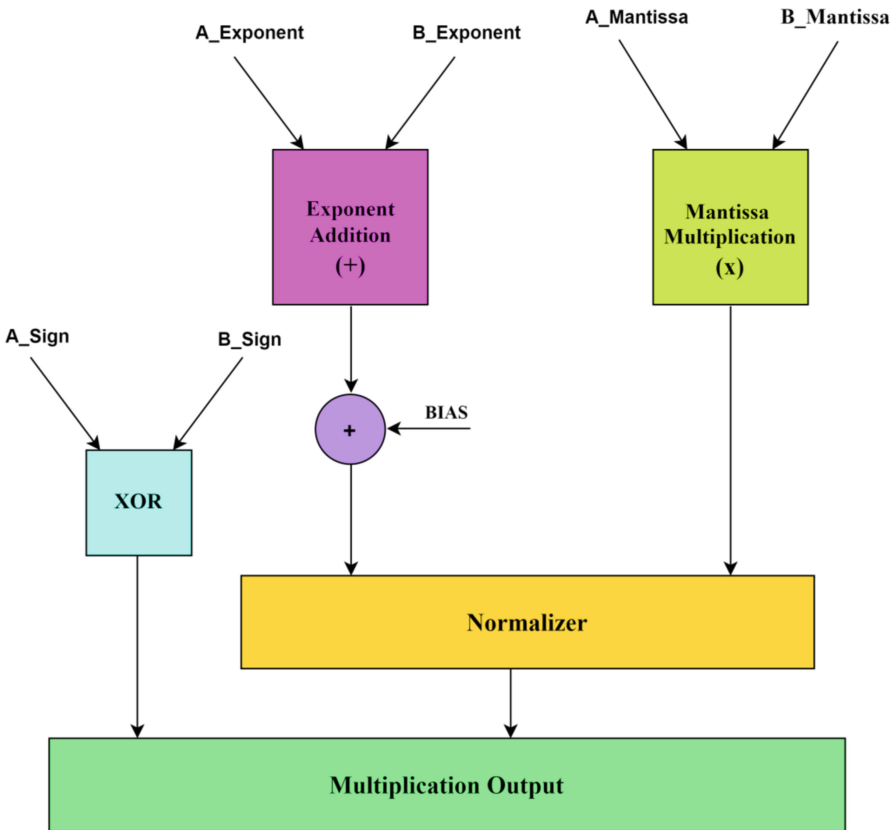 A_Exponent
B_Exponent
A_Mantissa
B_Mantissa
Exponent
Addition
(+)
Mantissa
Multiplication
(x)
A_Sign
B_Sign
BIAS
+
XOR
Normalizer
Multiplication Output